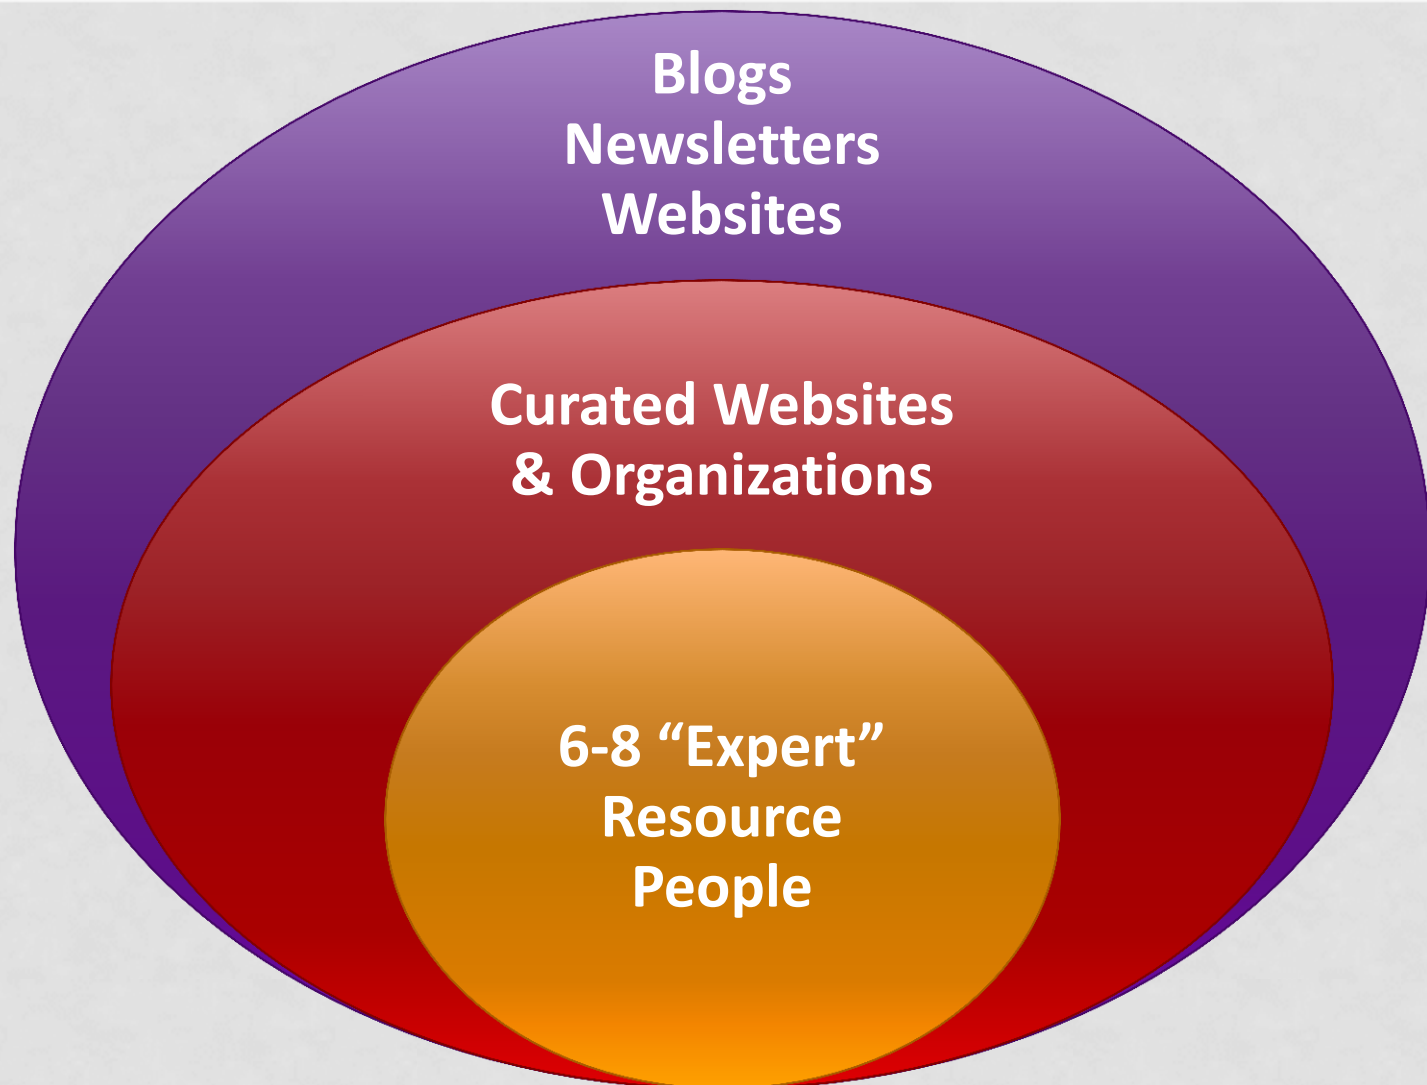 Blogs
Newsletters
Websites
Curated Websites
& Organizations
6-8 “Expert”
Resource
People